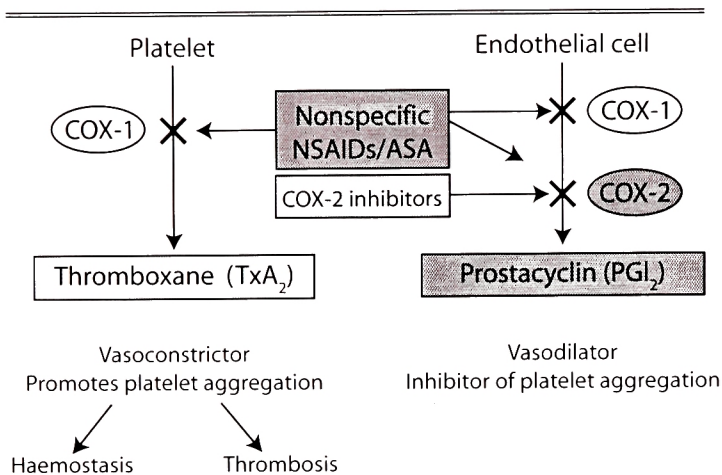 Platelet
Endothelial cell
COX-1
Nonspecific
NSAIDs/ASA
COX-1
COX-2 inhibitors
COX-2
Thromboxane (TxA₂)
Prostacyclin (PGI₂)
Vasoconstrictor
Promotes platelet aggregation
Vasodilator
Inhibitor of platelet aggregation
Haemostasis
Thrombosis